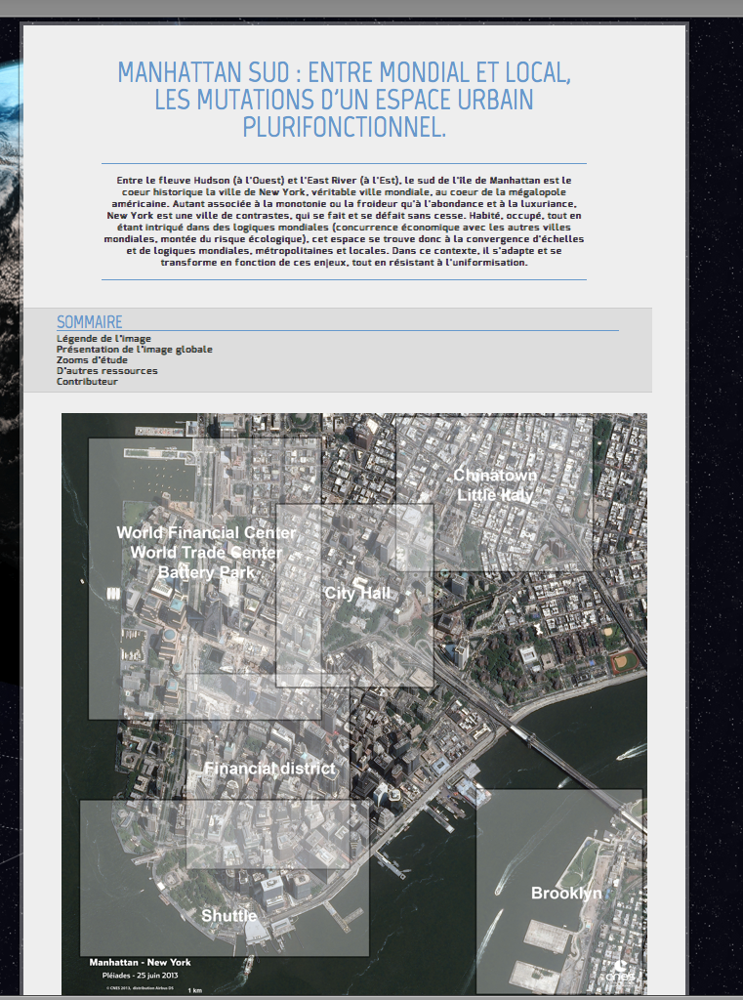 MANHATTAN SUD : ENTRE MONDIAL ET LOCAL,
LES MUTATIONS D'UN ESPACE URBAIN
PLURIFONCTIONNEL.
Entre le fleuve Hudson (à l'Ouest) et l'East River (à l'Est), le sud de l'île de Manhattan est le
coeur historique la ville de New York, véritable ville mondiale, au coeur de la mégalopole
américaine. Autant associée à la monotonie ou la froideur qu'à l'abondance et à la luxuriance,
New York est une ville de contrastes, qui se fait et se défait sans cesse. Habité, occupé, tout en
étant intriqué dans des logiques mondiales (concurrence économique avec les autres villes
mondiales, montée du risque écologique), cet espace se trouve donc à la convergence d'échelles
et de logiques mondiales, métropolitaines et locales. Dans ce contexte, il s'adapte et se
transforme en fonction de ces enjeux, tout en résistant à l'uniformisation.
SOMMAIRE
Légende de l'image
Présentation de l'image globale
Zooms d'étude
D'autres ressources
Contributeur
Chinatown
Little Italy
World Financial Center
World Trade Center
Battery Park
City Hall
Financial district
Brooklyn
Shuttle
Manhattan - New York
Pléiades - 25 juin 2013
© CNES 2013, distribution Airbus DS
1 km
cnes